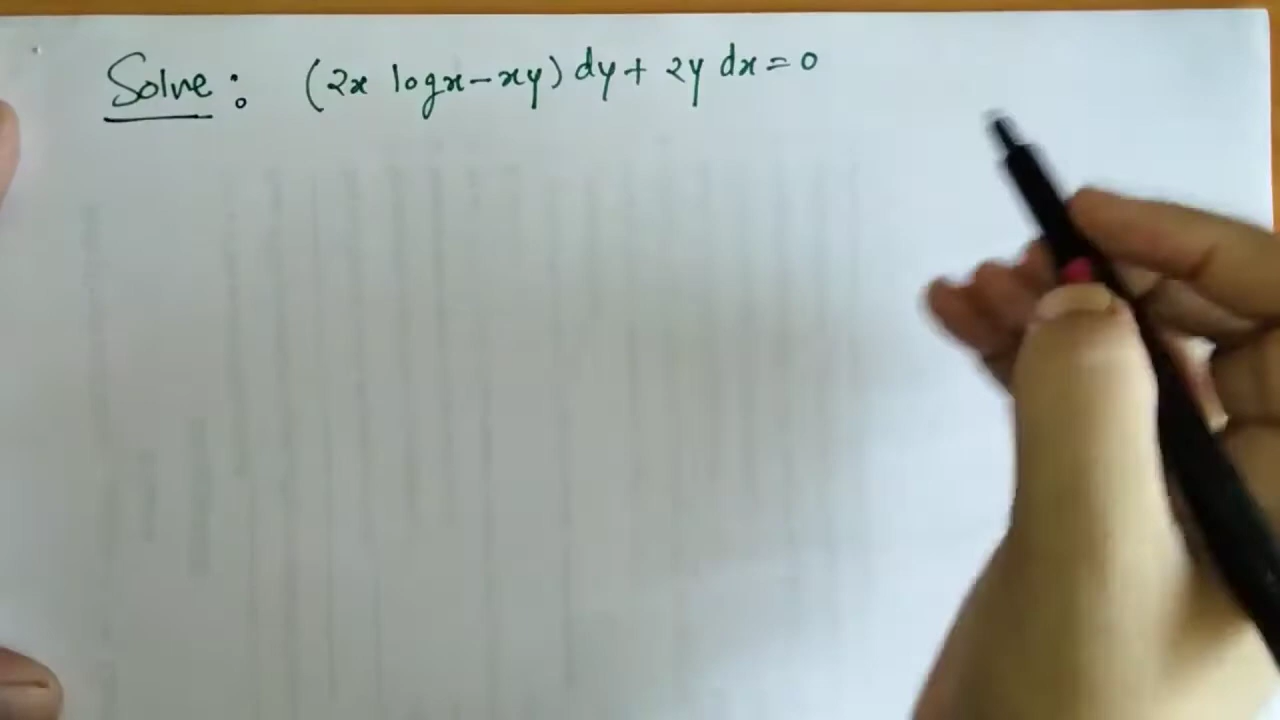 Solve : (2x logx - xy) dy + 2y dx = 0